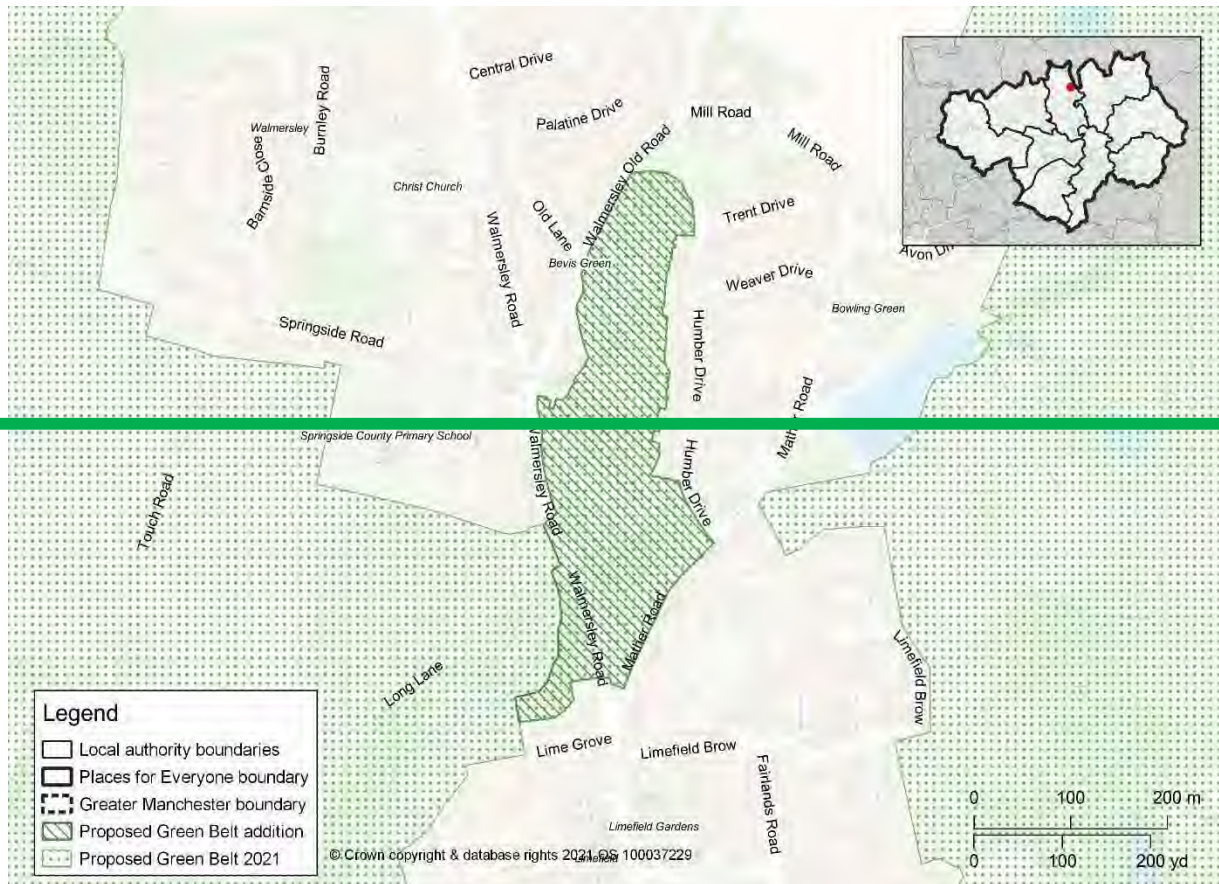 Central Drive
Burnley Road
Palatine Drive
Mill Road
Walmersley
Mill Road
Barnside Close
Walmersley Old Road
Christ Church
Trent Drive
Old Lane
Walmersley Road
Avon
Bevis Green
Weaver Drive
Bowling Green
Springside Road
Humber Drive
Mather Road
Springside County Primary School
Walmersley Road
Humber Drive
Touch Road
Walmersley Road
Mather Road
Limefield Brow
Long Lane
Legend
Local authority boundaries
Places for Everyone boundary
Greater Manchester boundary
Proposed Green Belt addition
Proposed Green Belt 2021
Lime Grove
Limefield Brow
Fairlands Road
Limefield Gardens
Limefield
© Crown copyright & database rights 2021 OS 100037229
0 100 200 m
0 100 200 yd